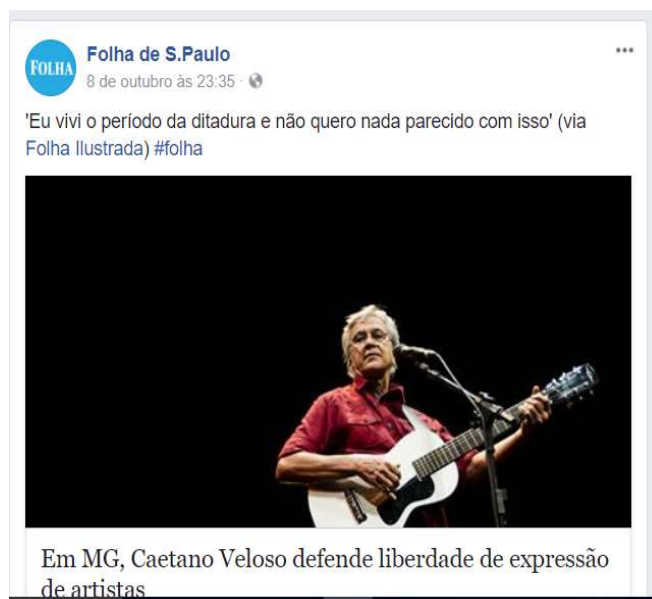 FOLHA
Folha de S.Paulo
8 de outubro às 23:35 ·
'Eu vivi o período da ditadura e não quero nada parecido com isso' (via
Folha Ilustrada) #folha
Em MG, Caetano Veloso defende liberdade de expressão
de artistas